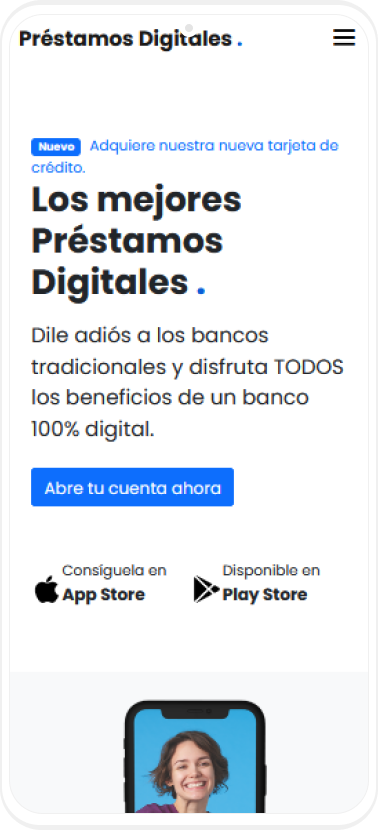 Préstamos Digitales .
Nuevo Adquiere nuestra nueva tarjeta de
crédito.
Los mejores
Préstamos
Digitales .
Dile adiós a los bancos
tradicionales y disfruta TODOS
los beneficios de un banco
100% digital.
Abre tu cuenta ahora
Consíguela en
App Store
Disponible en
Play Store